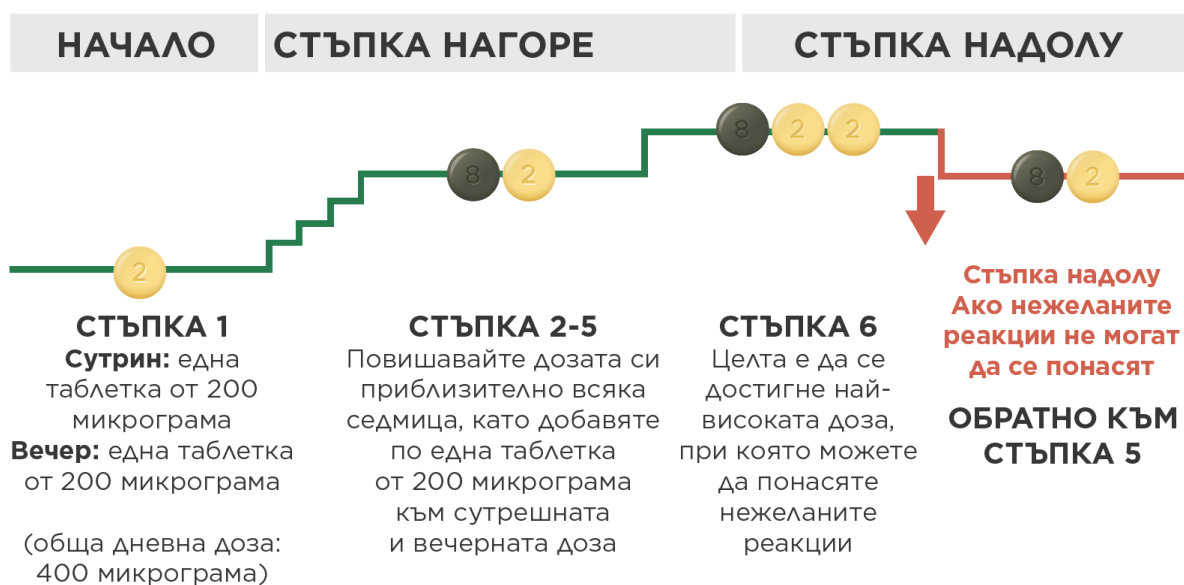 НАЧАЛО
СТЪПКА НАГОРЕ
СТЪПКА НАДОЛУ
8
2
2
8
2
8
2
2
СТЪПКА 1
Сутрин: една
таблетка от 200
микрограма
Вечер: една таблетка
от 200 микрограма
(обща дневна доза:
400 микрограма)
СТЪПКА 2-5
Повишавайте дозата си
приблизително всяка
седмица, като добавяте
по една таблетка
от 200 микрограма
към сутрешната
и вечерната доза
СТЪПКА 6
Целта е да се
достигне най-
високата доза,
при която можете
да понасяте
нежеланите
реакции
Стъпка надолу
Ако нежеланите
реакции не могат
да се понасят
ОБРАТНО КЪМ
СТЪПКА 5